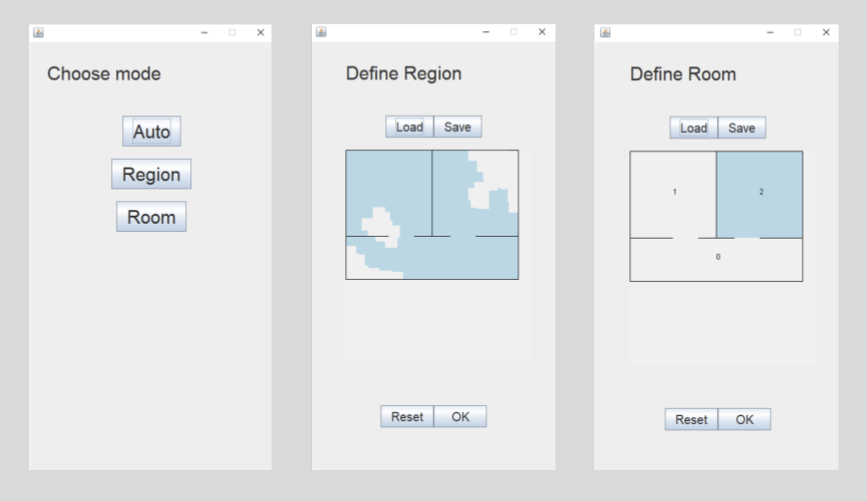 Choose mode
Auto
Region
Room
Define Region
Load Save
Reset OK
Define Room
Load Save
1 2
0
Reset OK